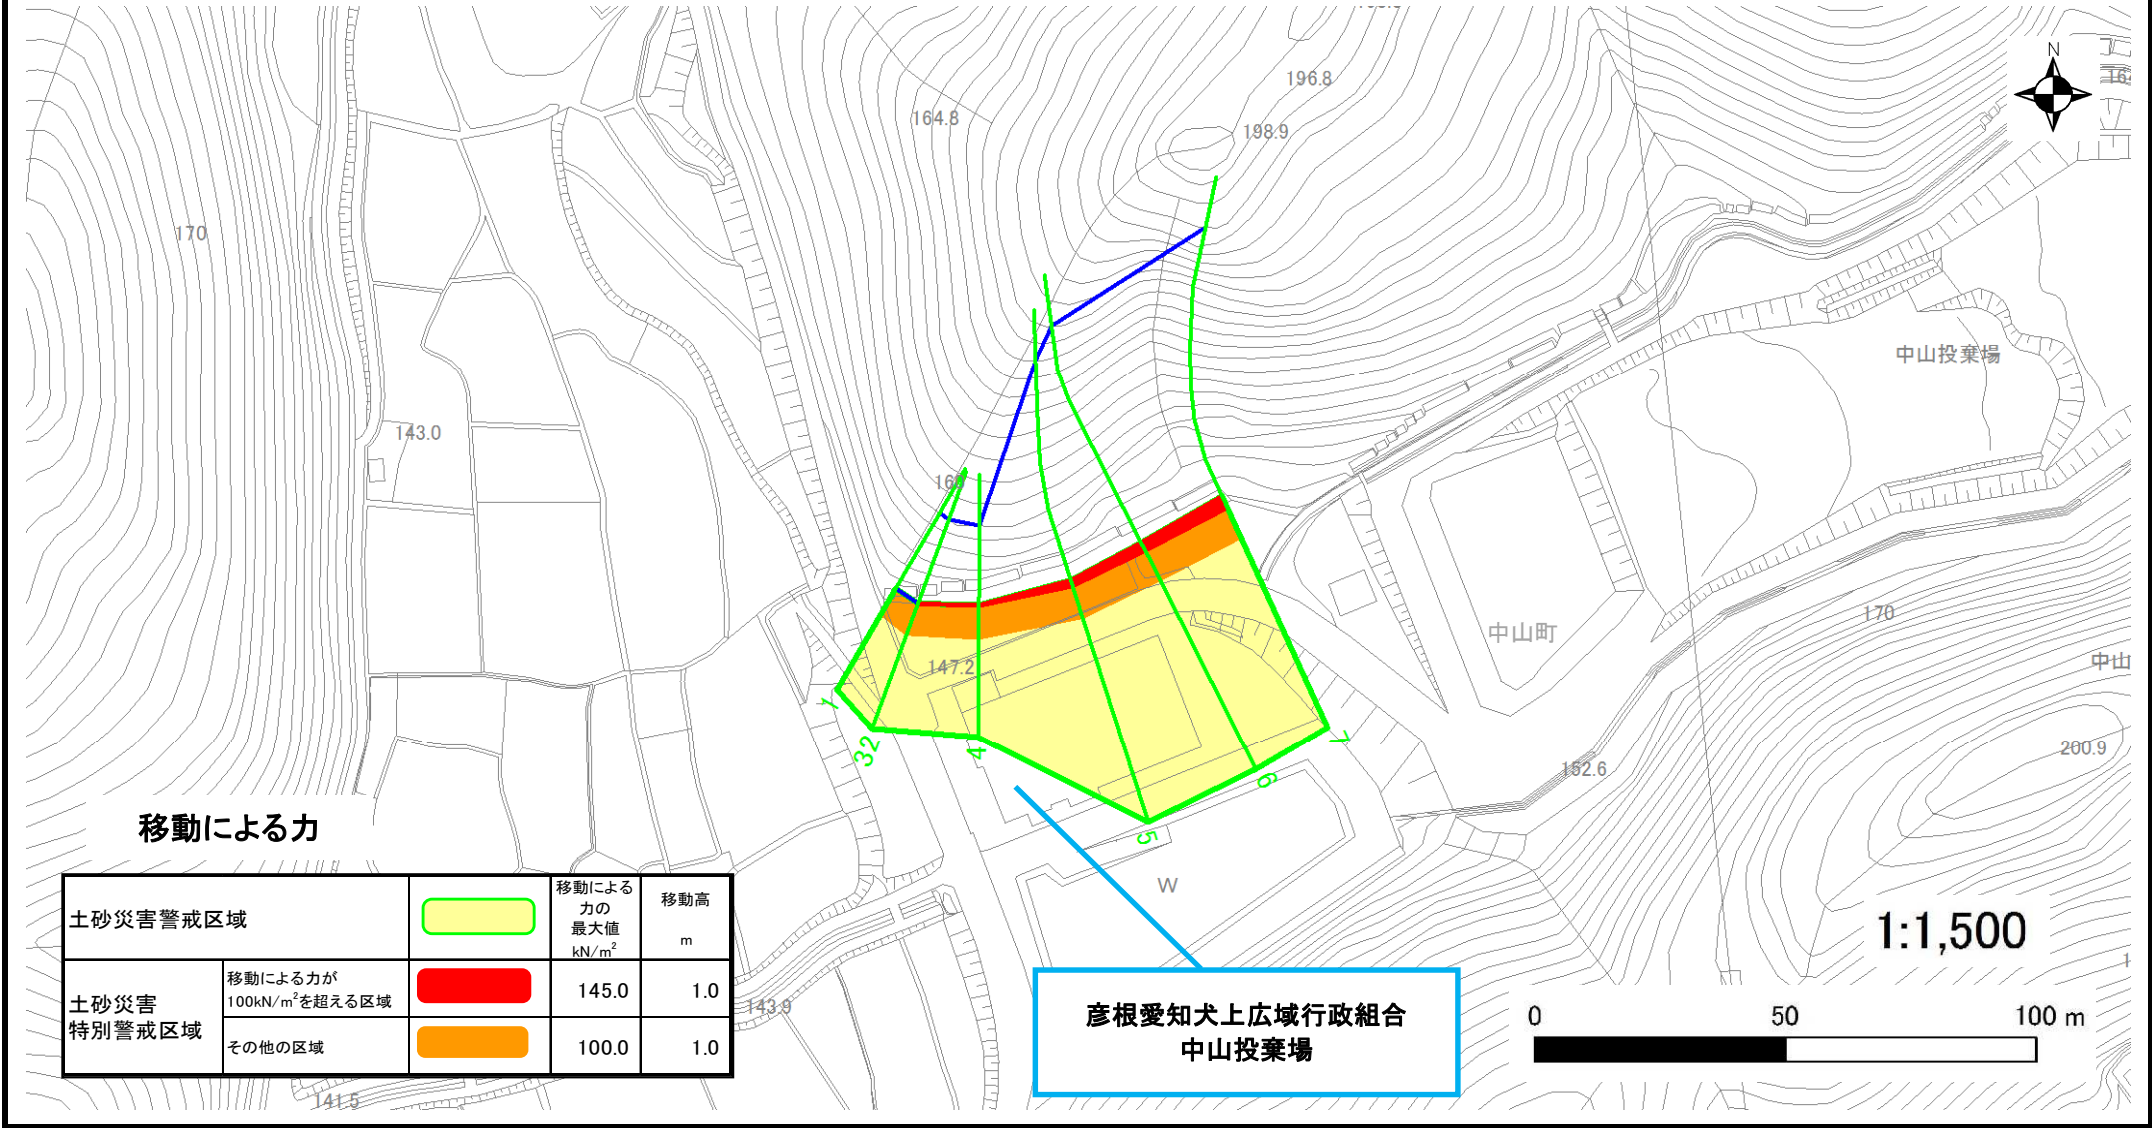 N
196.8
164.8
198.9
170
中山投棄場
143.0
160
中山町
170
147.2
中山
1
32
4
7
6
5
200.9
152.6
W
143.9
141.5
1:1,500
0 50 100 m
移動による力
土砂災害警戒区域
移動による
力の
最大値
kN/m²
移動高
m
土砂災害
特別警戒区域
移動による力が
100kN/m²を超える区域
145.0 1.0
その他の区域
100.0 1.0
彦根愛知犬上広域行政組合
中山投棄場